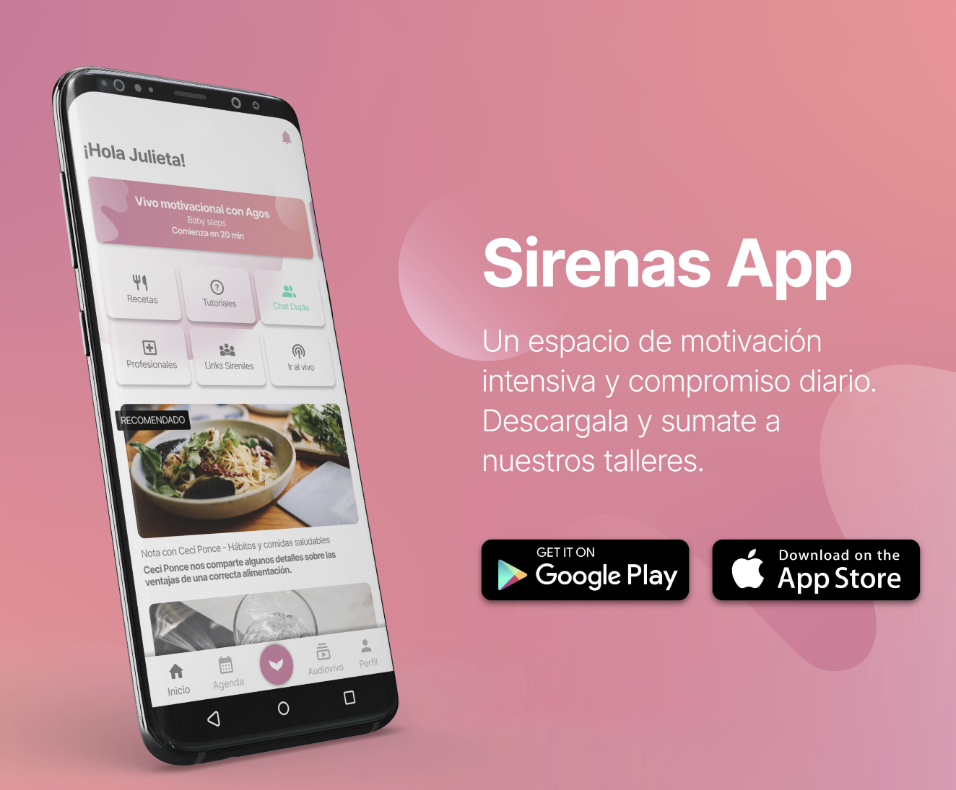 ¡Hola Julieta!
Vivo motivacional con Agos
Baby steps
Comienza en 20 min
Recetas
Tutoriales
Chat Dupla
Profesionales
Links Sireniles
Ir al vivo
RECOMENDADO
Nota con Ceci Ponce - Hábitos y comidas saludables
Ceci Ponce nos comparte algunos detalles sobre las
ventajas de una correcta alimentación.
Inicio
Agenda
Audiovivo
Perfil
Sirenas App
Un espacio de motivación
intensiva y compromiso diario.
Descargala y sumate a
nuestros talleres.
GET IT ON
Google Play
Download on the
App Store